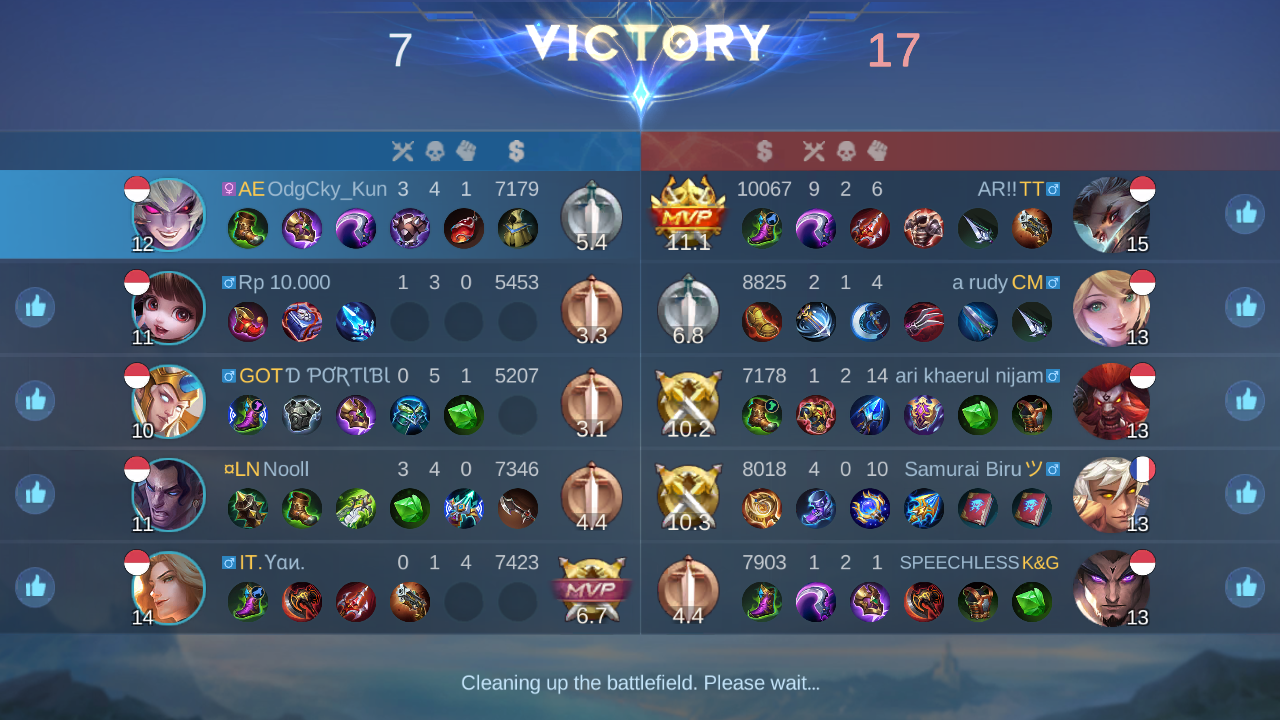 7 VICTORY 17
AE OdgCky_Kun 3 4 1 7179
12 5.4
MVP 11.1
10067 9 2 6 AR!! TT
15
Rp 10.000 1 3 0 5453
11 3.3
6.8
8825 2 1 4 a rudy CM
13
GOT 0 5 1 5207
10 3.1
10.2
7178 1 2 14 ari khaerul nijam
13
¤LN Nooll 3 4 0 7346
11 4.4
10.3
8018 4 0 10 Samurai Biru ツ
13
IT.Yαи. 0 1 4 7423
14 MVP 6.7
4.4
7903 1 2 1 SPEECHLESS K&G
13
Cleaning up the battlefield. Please wait...